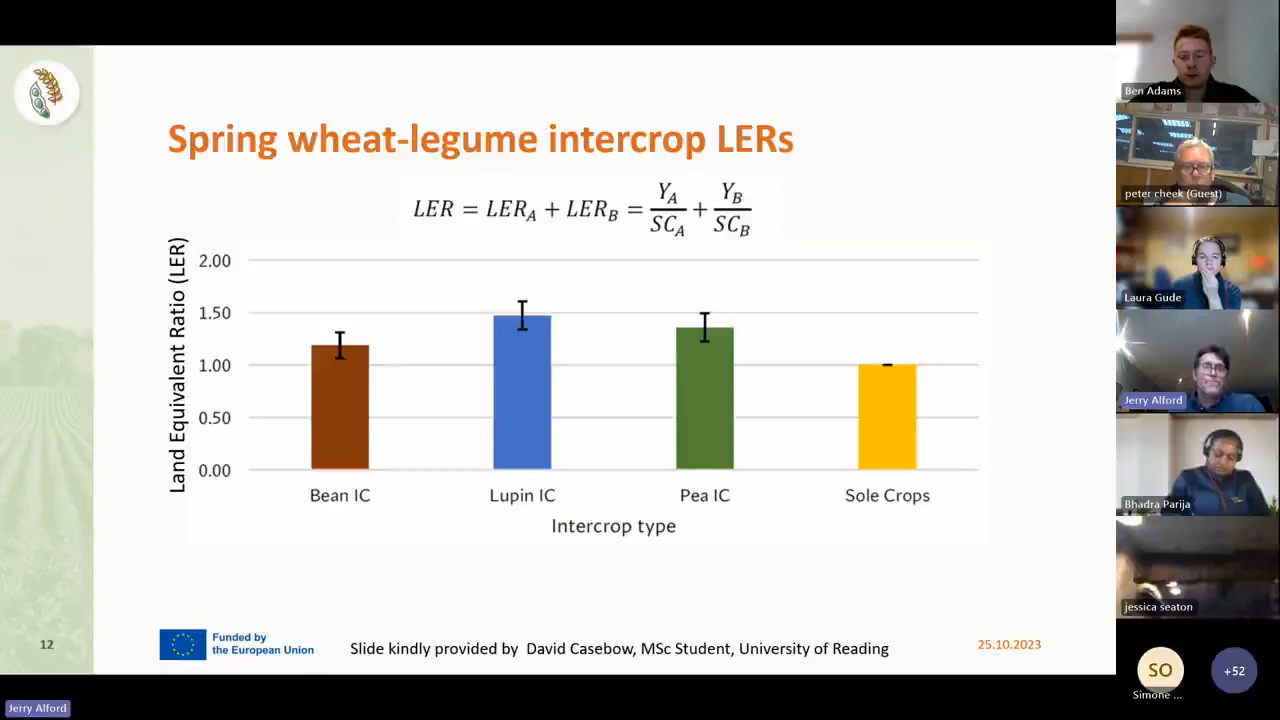 Spring wheat-legume intercrop LERs
LER = LER_A + LER_B = Y_A/SC_A + Y_B/SC_B
Land Equivalent Ratio (LER)
2.00
1.50
1.00
0.50
0.00
Bean IC
Lupin IC
Pea IC
Sole Crops
Intercrop type
12
Funded by
the European Union
Slide kindly provided by David Casebow, MSc Student, University of Reading
25.10.2023
Ben Adams
peter cheek (Guest)
Laura Gude
Jerry Alford
Bhadra Parija
jessica seaton
SO
Simone ...
+52
Jerry Alford